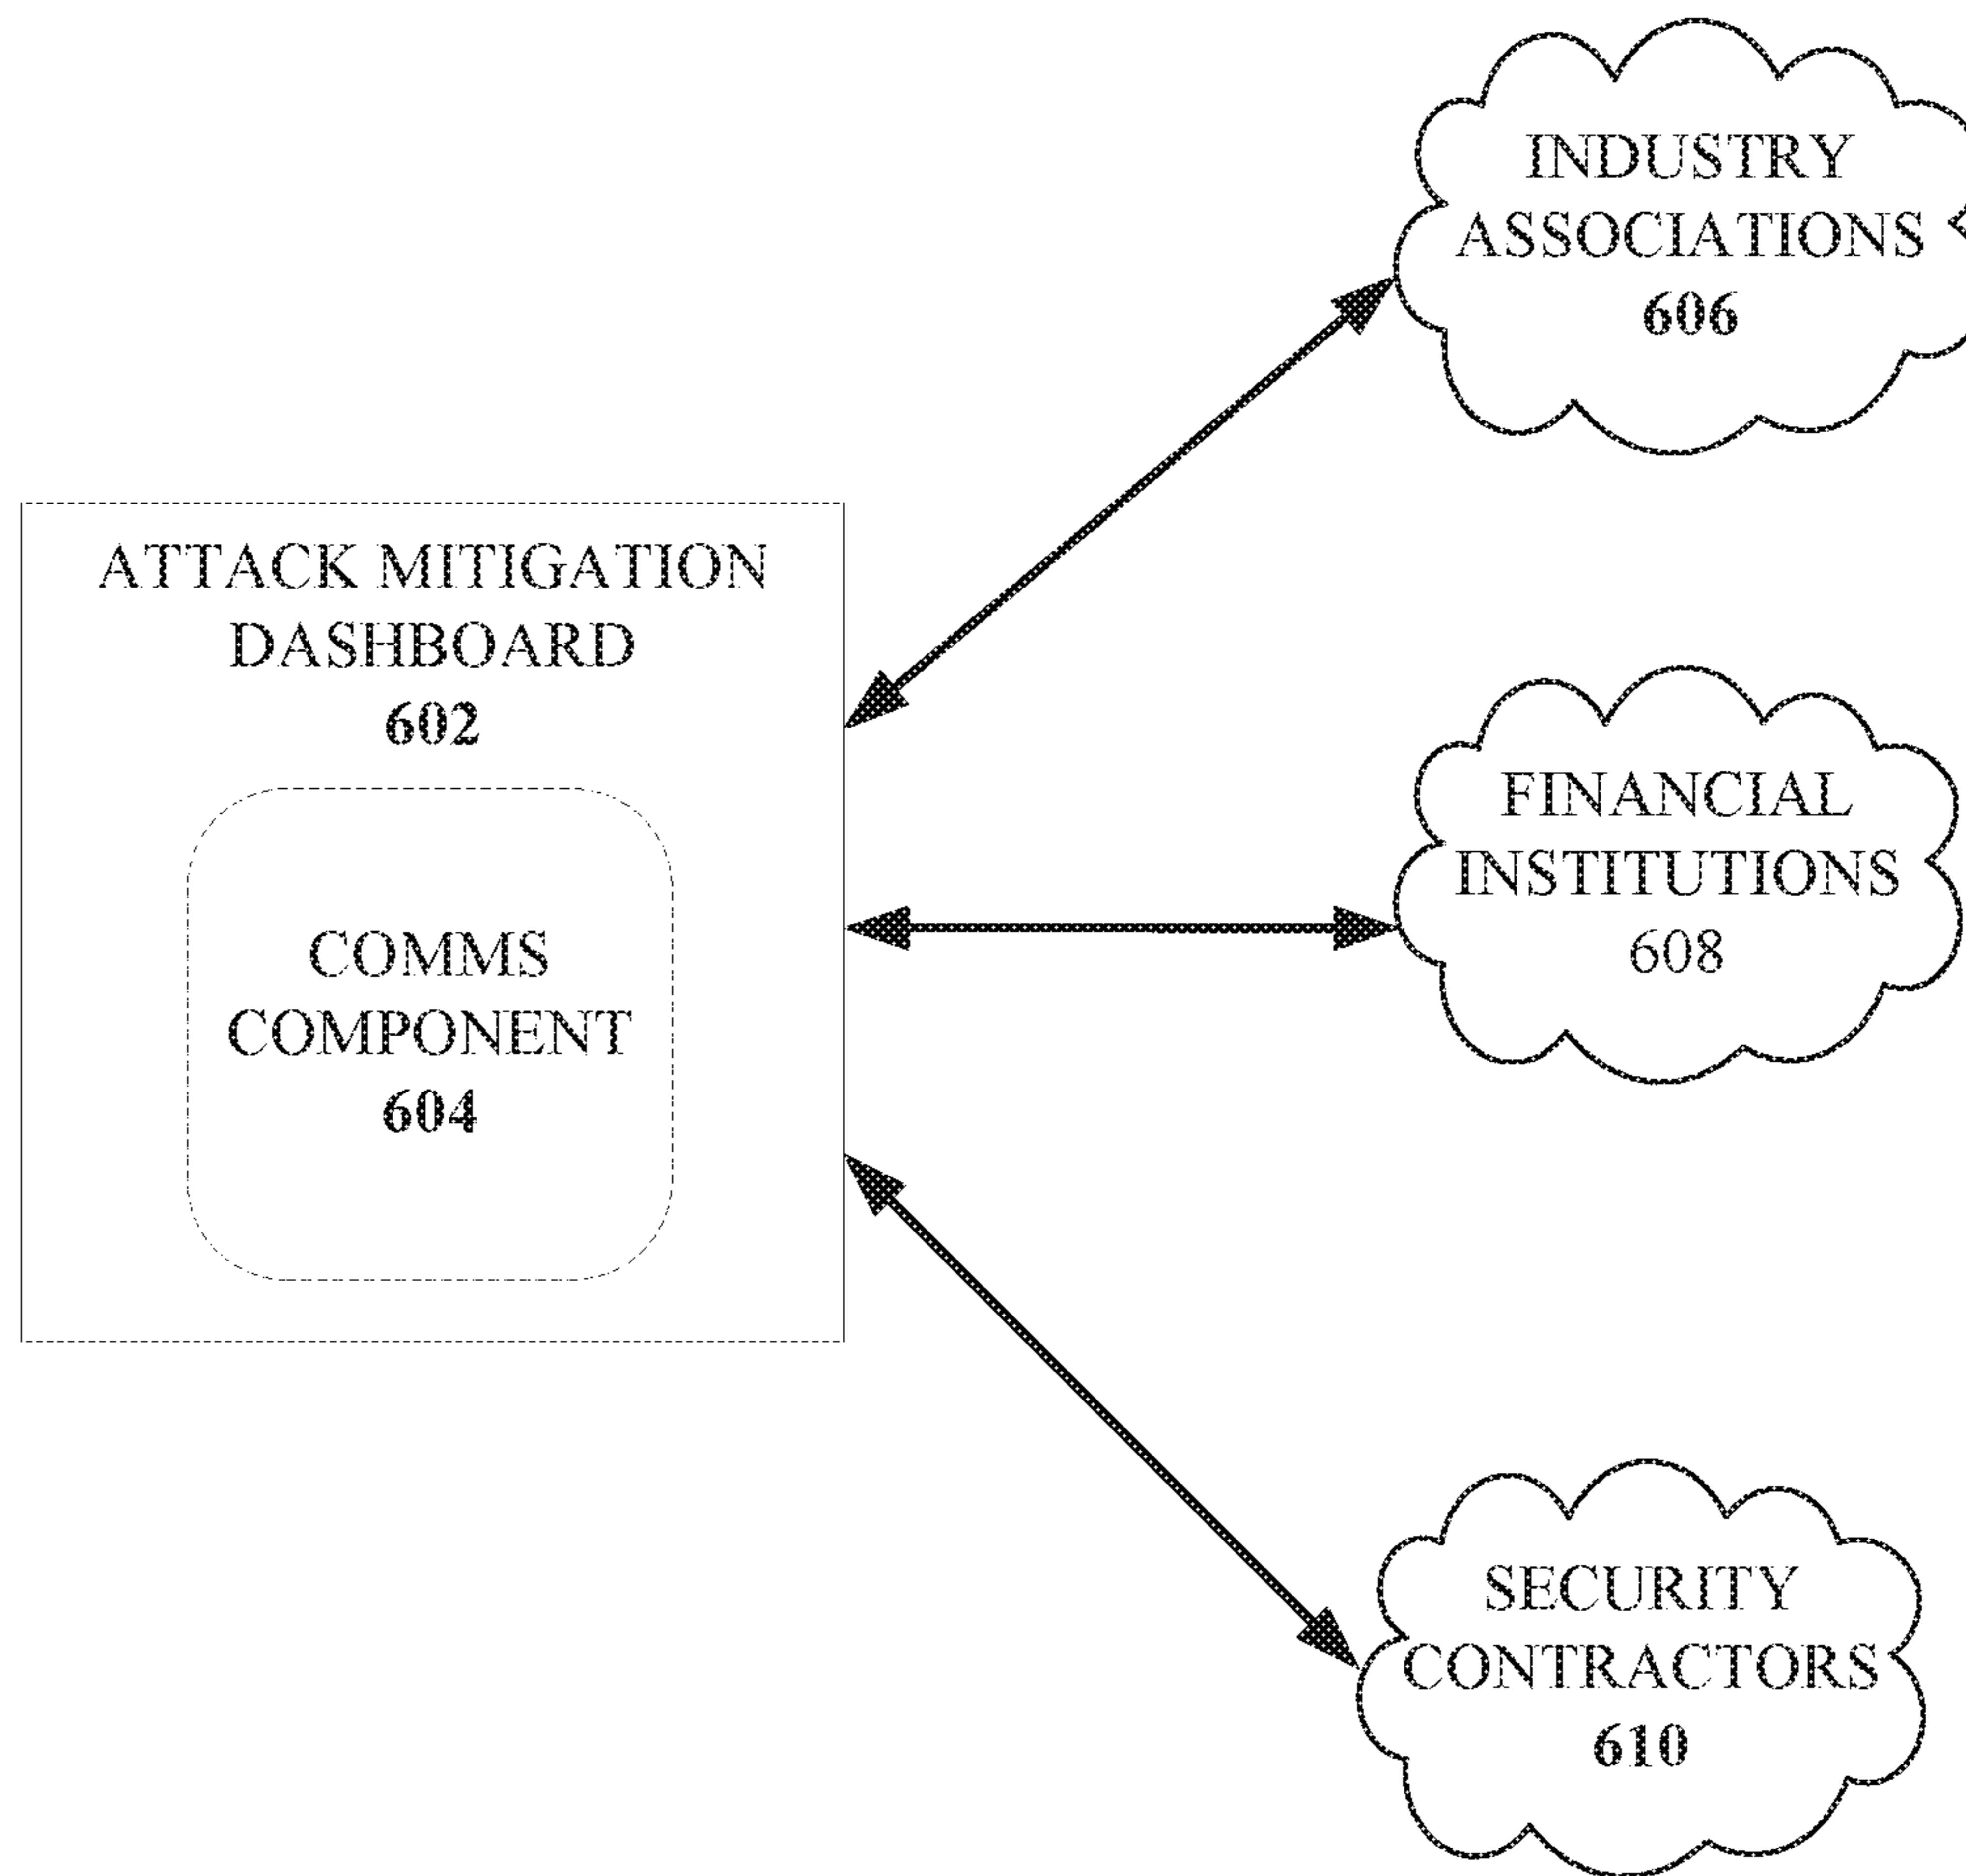 INDUSTRY
ASSOCIATIONS
606
ATTACK MITIGATION
DASHBOARD
602
COMMS
COMPONENT
604
FINANCIAL
INSTITUTIONS
608
SECURITY
CONTRACTORS
610